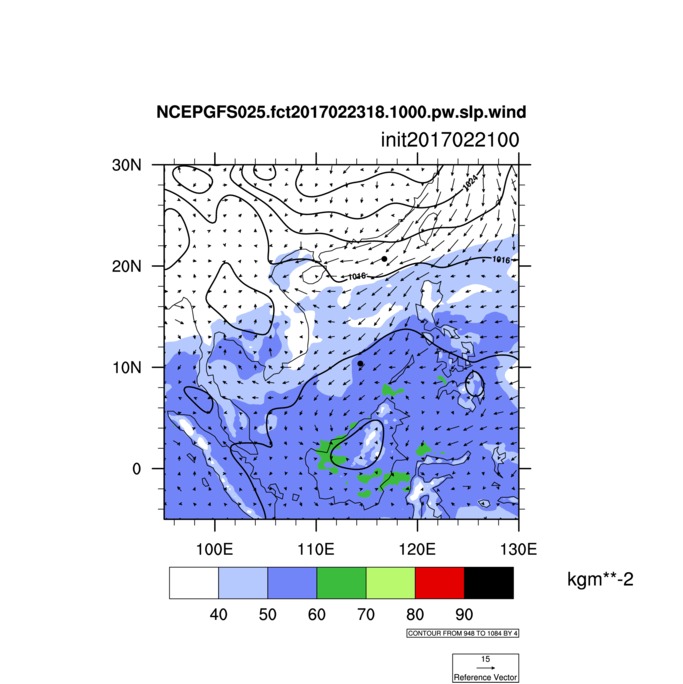 NCEPGFS025.fct2017022318.1000.pw.slp.wind
init2017022100
30N
1024
20N
1016
1016
10N
0
100E 110E 120E 130E
kgm**-2
40 50 60 70 80 90
CONTOUR FROM 948 TO 1084 BY 4
15
Reference Vector